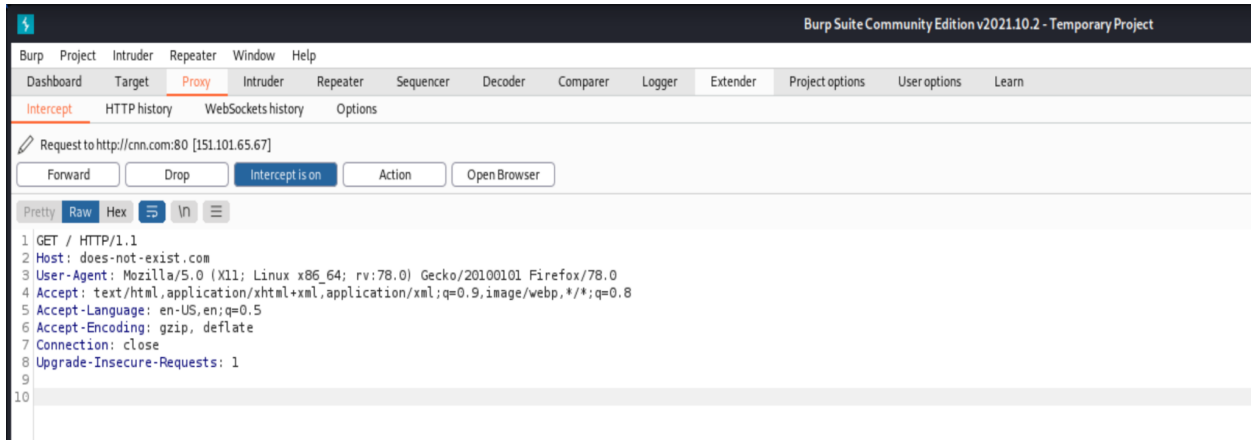 Burp Suite Community Edition v2021.10.2 - Temporary Project
Burp Project Intruder Repeater Window Help
Dashboard Target Proxy Intruder Repeater Sequencer Decoder Comparer Logger Extender Project options User options Learn
Intercept HTTP history WebSockets history Options
Request to http://cnn.com:80 [151.101.65.67]
Forward Drop Intercept is on Action Open Browser
Pretty Raw Hex \n
1 GET / HTTP/1.1
2 Host: does-not-exist.com
3 User-Agent: Mozilla/5.0 (X11; Linux x86_64; rv:78.0) Gecko/20100101 Firefox/78.0
4 Accept: text/html,application/xhtml+xml,application/xml;q=0.9,image/webp,*/*;q=0.8
5 Accept-Language: en-US,en;q=0.5
6 Accept-Encoding: gzip, deflate
7 Connection: close
8 Upgrade-Insecure-Requests: 1
9
10